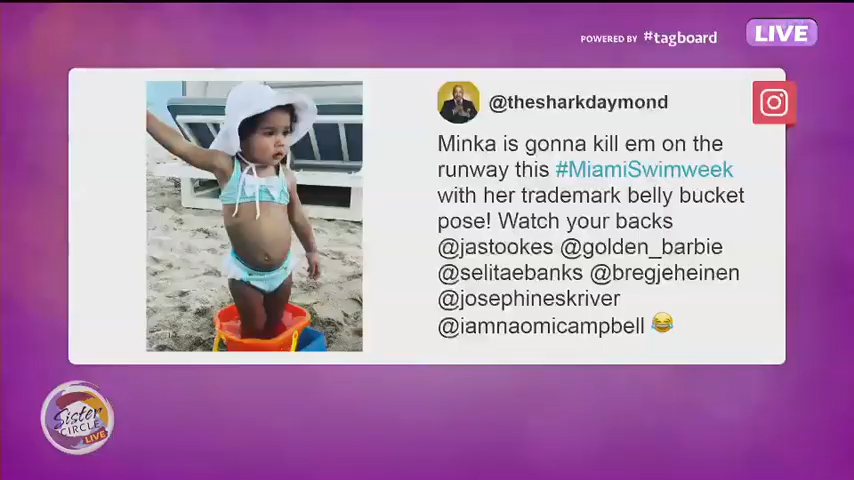 POWERED BY #tagboard
LIVE
@thesharkdaymond
Minka is gonna kill em on the
runway this #MiamiSwimweek
with her trademark belly bucket
pose! Watch your backs
@jastookes @golden_barbie
@selitaebanks @bregjeheinen
@josephineskriver
@iamnaomicampbell 😂
Sister
CIRCLE
LIVE